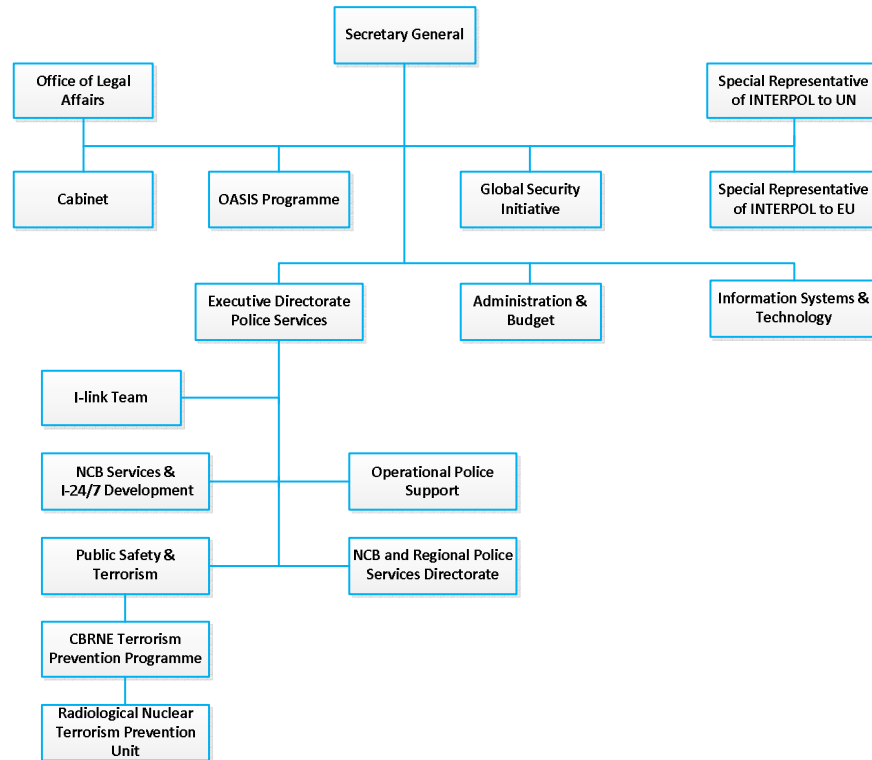 Secretary General
Office of Legal
Affairs
Special Representative
of INTERPOL to UN
Cabinet
OASIS Programme
Global Security
Initiative
Special Representative
of INTERPOL to EU
Executive Directorate
Police Services
Administration &
Budget
Information Systems &
Technology
I-link Team
NCB Services &
I-24/7 Development
Operational Police
Support
Public Safety &
Terrorism
NCB and Regional Police
Services Directorate
CBRNE Terrorism
Prevention Programme
Radiological Nuclear
Terrorism Prevention
Unit